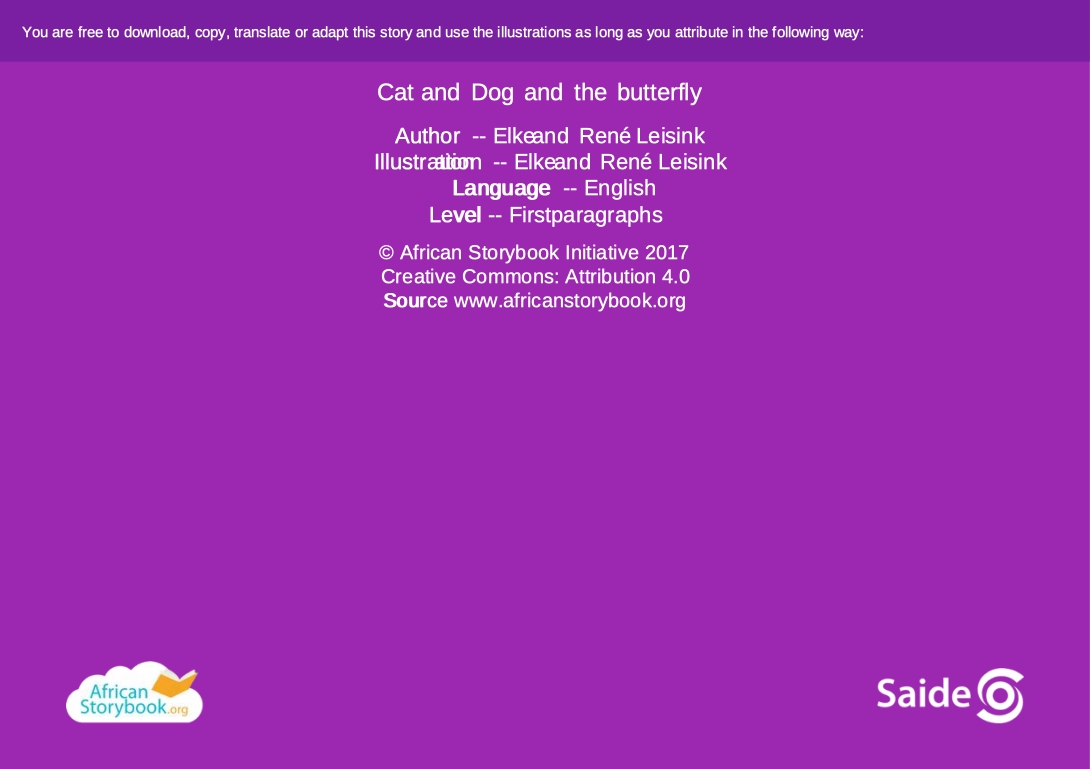 You are free to download, copy, translate or adapt this story and use the illustrations as long as you attribute in the following way:
Cat and Dog and the butterfly
Author -- Elke and René Leisink
Illustration -- Elke and René Leisink
Language -- English
Level -- First paragraphs
© African Storybook Initiative 2017
Creative Commons: Attribution 4.0
Source www.africanstorybook.org
African
Storybook.org
Saide